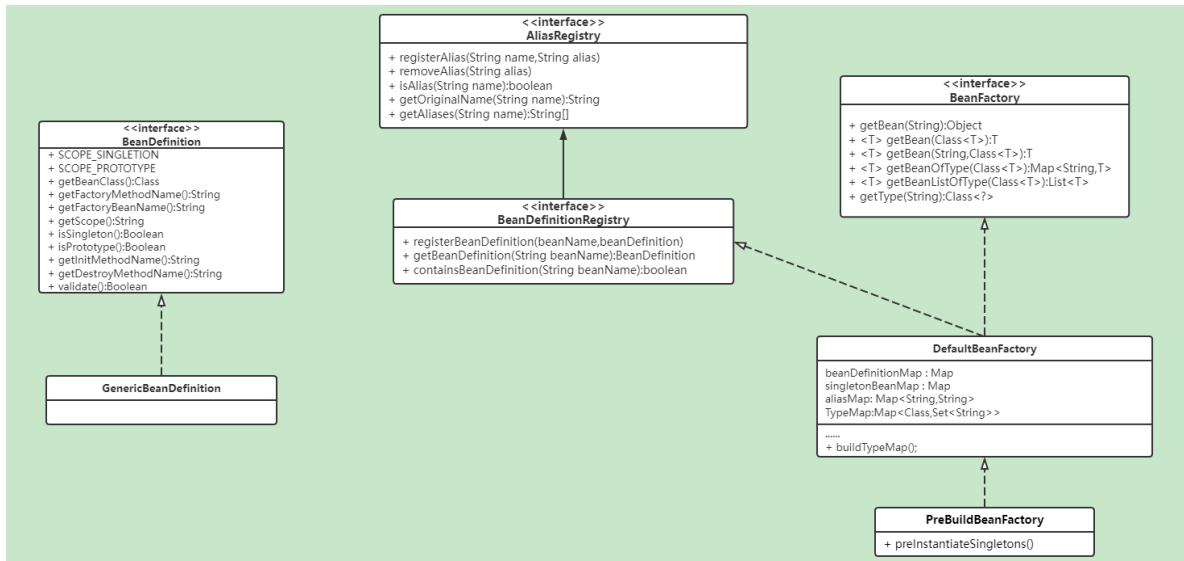 <<interface>>
AliasRegistry
+ registerAlias(String name,String alias)
+ removeAlias(String alias)
+ isAlias(String name):boolean
+ getOriginalName(String name):String
+ getAliases(String name):String[]
<<interface>>
BeanFactory
+ getBean(String):Object
+ <T> getBean(Class<T>):T
+ <T> getBean(String,Class<T>):T
+ <T> getBeanOfType(Class<T>):Map<String,T>
+ <T> getBeanListOfType(Class<T>):List<T>
+ getType(String):Class<?>
<<interface>>
BeanDefinition
+ SCOPE_SINGLETION
+ SCOPE_PROTOTYPE
+ getBeanClass():Class
+ getFactoryMethodName():String
+ getFactoryBeanName():String
+ getScope():String
+ isSingleton():Boolean
+ isPrototype():Boolean
+ getInitMethodName():String
+ getDestroyMethodName():String
+ validate():Boolean
<<interface>>
BeanDefinitionRegistry
+ registerBeanDefinition(beanName,beanDefinition)
+ getBeanDefinition(String beanName):BeanDefinition
+ containsBeanDefinition(String beanName):boolean
GenericBeanDefinition
DefaultBeanFactory
beanDefinitionMap : Map
singletonBeanMap : Map
aliasMap: Map<String,String>
TypeMap:Map<Class,Set<String>>
......
+ buildTypeMap();
PreBuildBeanFactory
+ preInstantiateSingletons()